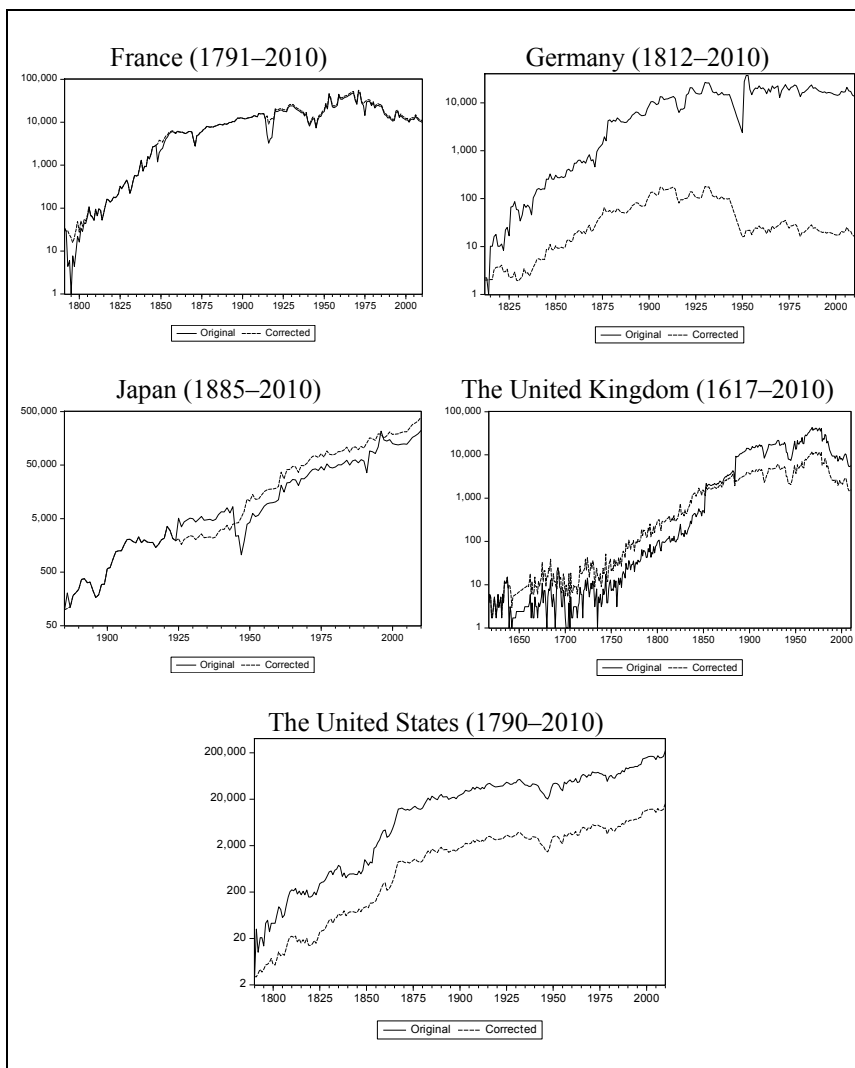 France (1791–2010)
100,000
10,000
1,000
100
10
1
1800 1825 1850 1875 1900 1925 1950 1975 2000
Original Corrected
Germany (1812–2010)
10,000
1,000
100
10
1
1825 1850 1875 1900 1925 1950 1975 2000
Original Corrected
Japan (1885–2010)
500,000
50,000
5,000
500
50
1900 1925 1950 1975 2000
Original Corrected
The United Kingdom (1617–2010)
100,000
10,000
1,000
100
10
1
1650 1700 1750 1800 1850 1900 1950 2000
Original Corrected
The United States (1790–2010)
200,000
20,000
2,000
200
20
2
1800 1825 1850 1875 1900 1925 1950 1975 2000
Original Corrected